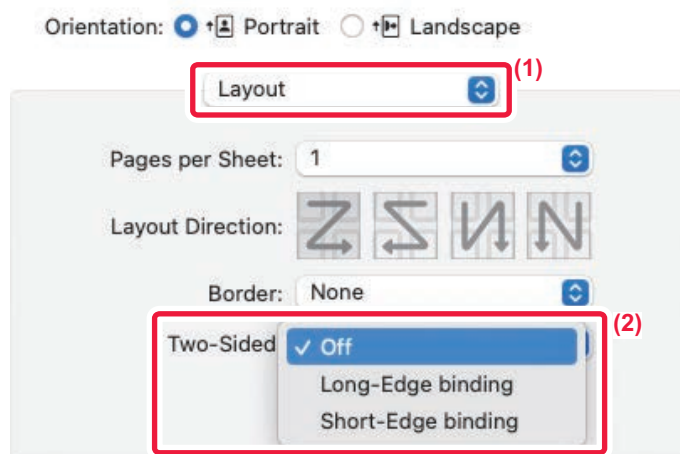 Orientation: Portrait Landscape
(1)
Layout
Pages per Sheet: 1
Layout Direction:
Border: None
(2)
Two-Sided ✓ Off
Long-Edge binding
Short-Edge binding